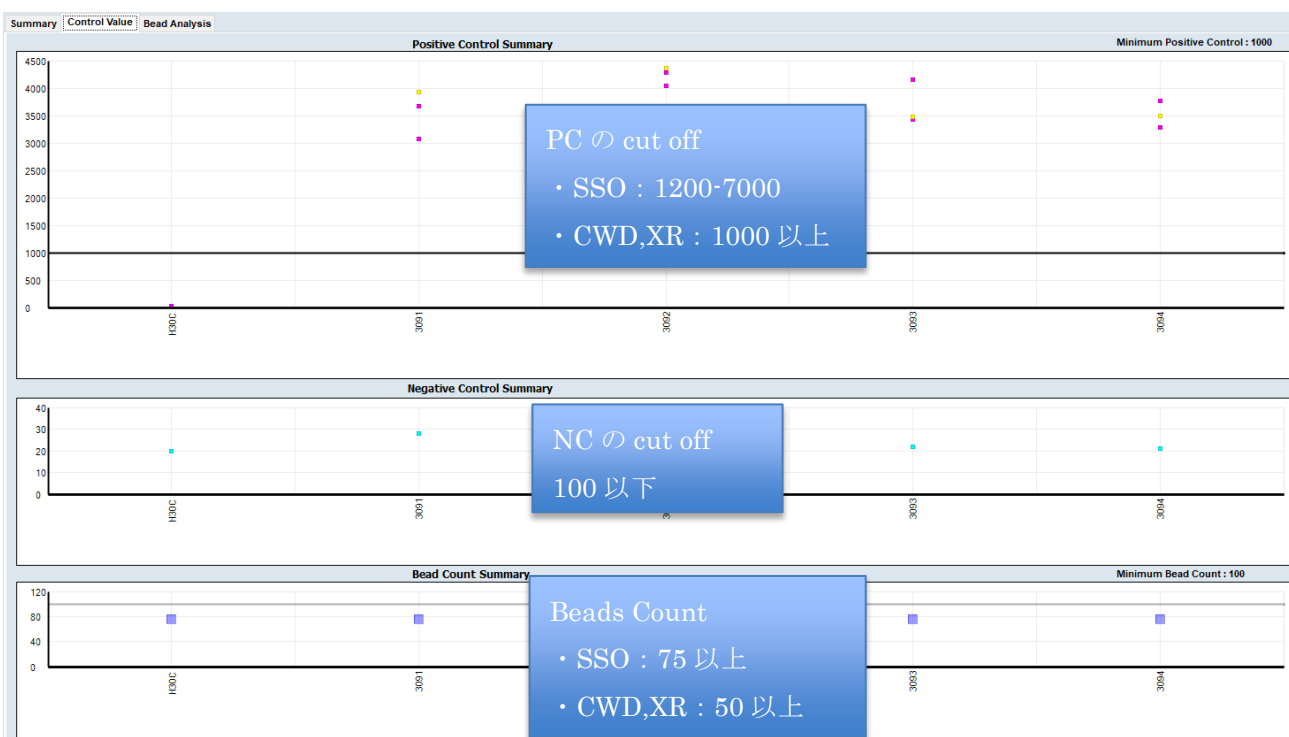 Summary Control Value Bead Analysis
Positive Control Summary Minimum Positive Control : 1000
4500
4000
3500
3000
2500
2000
1500
1000
500
0
H30C 3091 3092 3093 3094
PC の cut off
・SSO：1200-7000
・CWD,XR：1000 以上
Negative Control Summary
40
30
20
10
0
H30C 3091 3093 3094
NC の cut off
100 以下
Bead Count Summary Minimum Bead Count : 100
120
80
40
0
H30C 3091 3093 3094
Beads Count
・SSO：75 以上
・CWD,XR：50 以上